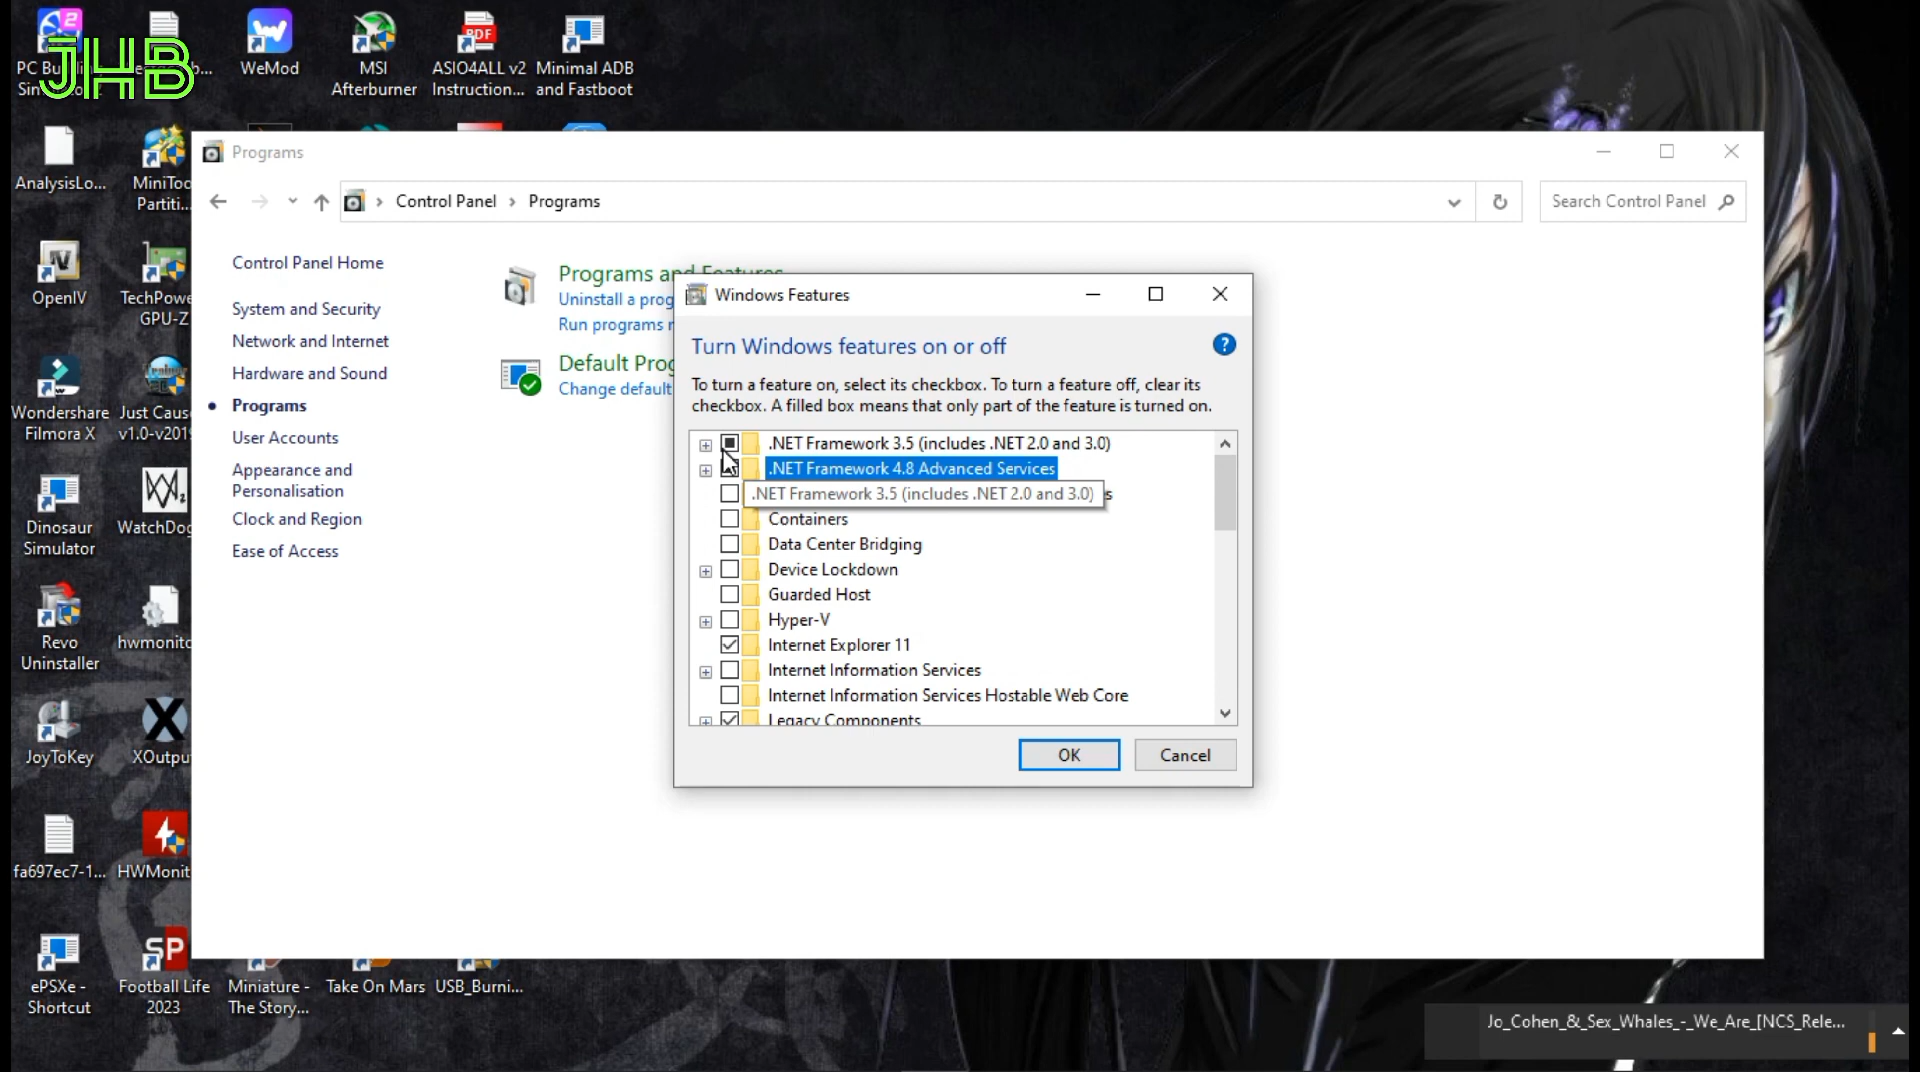 JHB
PC Bu
Sim
b...
WeMod
MSI
Afterburner
PDF
ASIO4ALL v2
Instruction...
Minimal ADB
and Fastboot
AnalysisLo...
MiniToo
Partiti...
OpenIV
TechPowe
GPU-Z
Wondershare
Filmora X
Just Caus
v1.0-v2019
Dinosaur
Simulator
WatchDog
Revo
Uninstaller
hwmonito
JoyToKey
XOutpu
fa697ec7-1...
HWMonit
ePSXe -
Shortcut
SP
Football Life
2023
Miniature -
The Story...
Take On Mars
USB_Burni...
Programs
Control Panel
Programs
Search Control Panel
Control Panel Home
System and Security
Network and Internet
Hardware and Sound
Programs
User Accounts
Appearance and
Personalisation
Clock and Region
Ease of Access
Programs and Features
Uninstall a prog
Run programs
Default Prog
Change default
Windows Features
Turn Windows features on or off
?
To turn a feature on, select its checkbox. To turn a feature off, clear its
checkbox. A filled box means that only part of the feature is turned on.
.NET Framework 3.5 (includes .NET 2.0 and 3.0)
.NET Framework 4.8 Advanced Services
.NET Framework 3.5 (includes .NET 2.0 and 3.0)
s
Containers
Data Center Bridging
Device Lockdown
Guarded Host
Hyper-V
Internet Explorer 11
Internet Information Services
Internet Information Services Hostable Web Core
Legacy Components
OK
Cancel
Jo_Cohen_&_Sex_Whales_-_We_Are_[NCS_Rele...